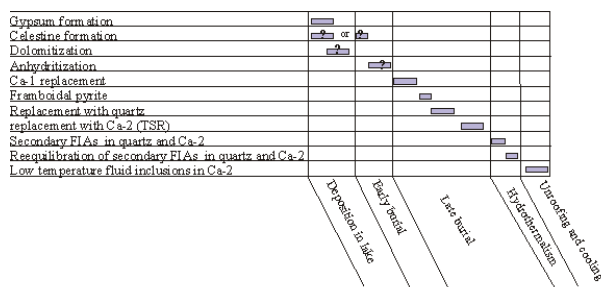 Gypsum formation
Celestine formation ? or ?
Dolomitization ?
Anhydritization ?
Ca-1 replacement
Framboidal pyrite
Replacement with quartz
replacement with Ca-2 (TSR)
Secondary FIAs in quartz and Ca-2
Reequilibration of secondary FIAs in quartz and Ca-2
Low temperature fluid inclusions in Ca-2
Deposition in lake
Early burial
Late burial
Hydrothermalism
Unroofing and cooling